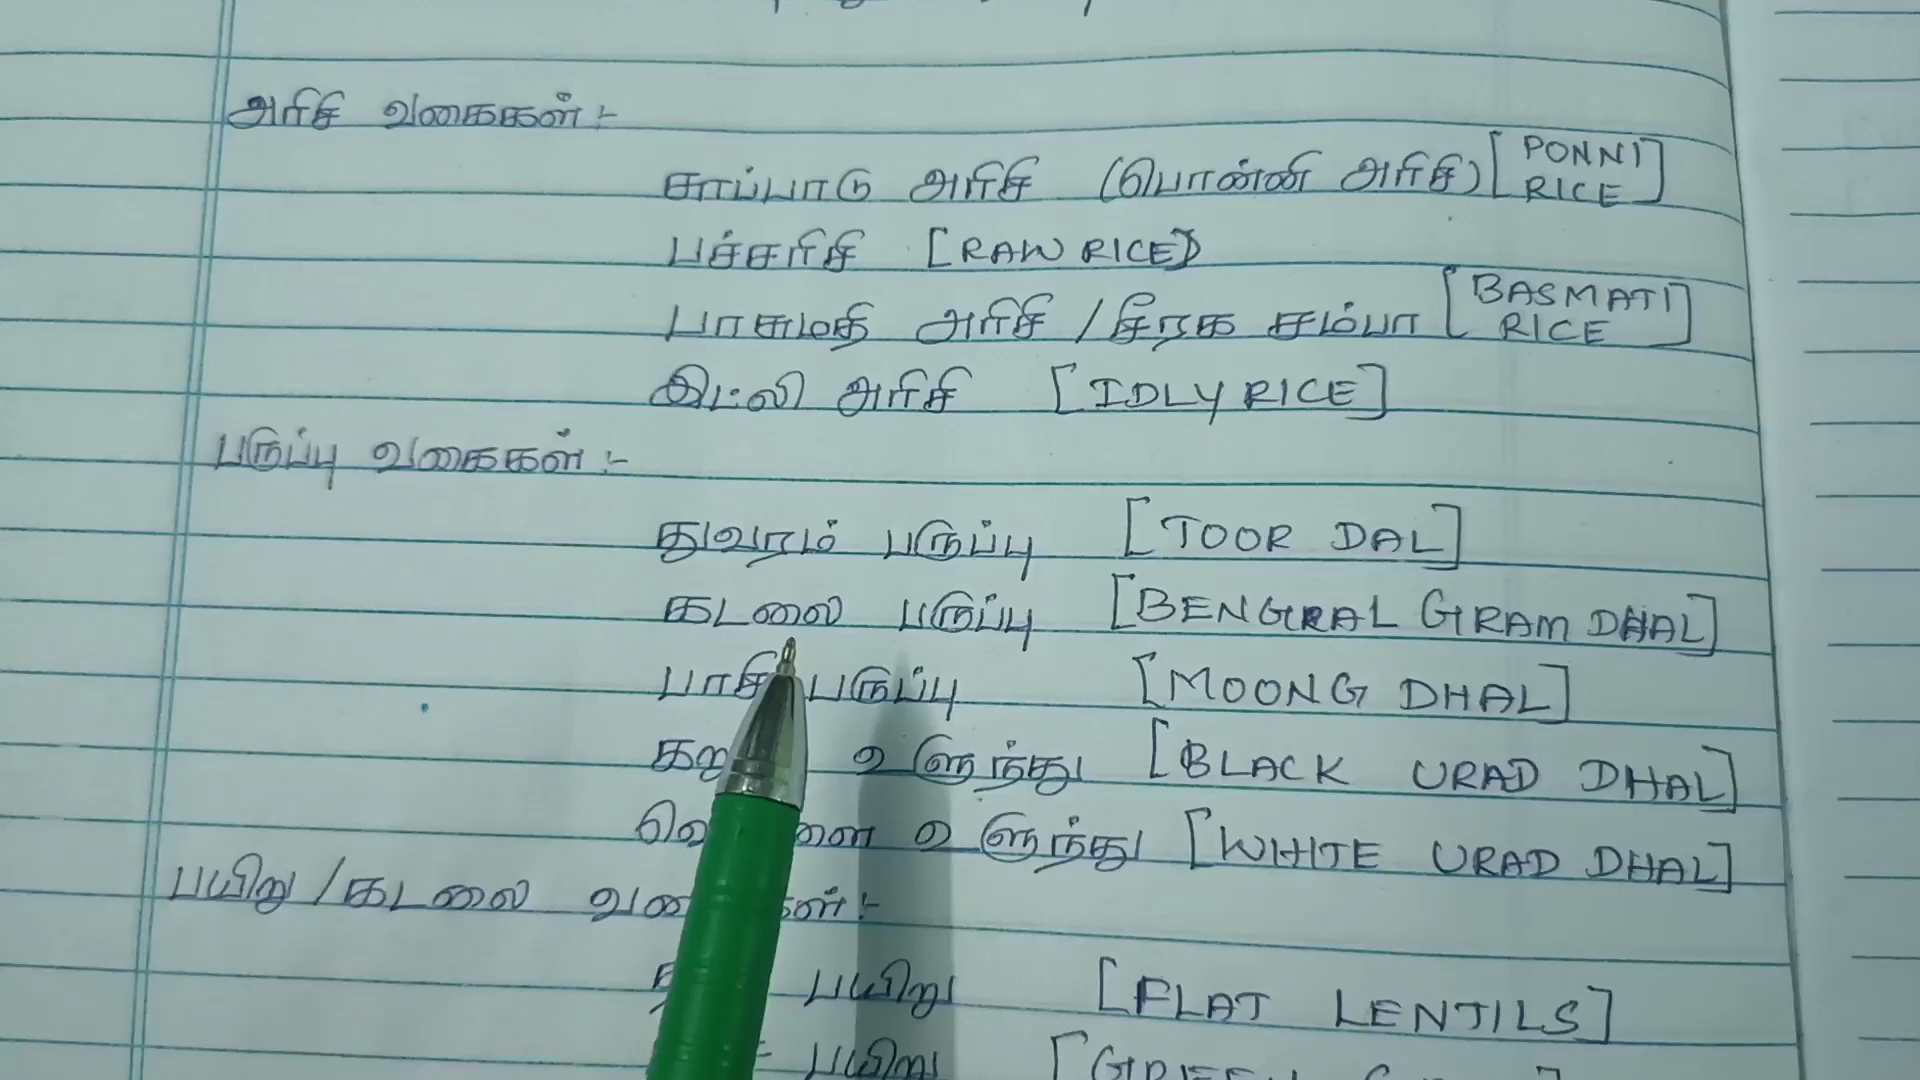 அரிசி வகைகள் :-
சாப்பாடு அரிசி (பொன்னி அரிசி) [PONNI RICE]
பச்சரிசி [RAW RICE]
பாசுமதி அரிசி / சீரக சம்பா [BASMATI RICE]
இட்லி அரிசி [IDLY RICE]
பருப்பு வகைகள் :-
துவரம் பருப்பு [TOOR DAL]
கடலை பருப்பு [BENGRAL GRAM DHAL]
பாசி பருப்பு [MOONG DHAL]
உளுந்து [BLACK URAD DHAL]
உளுந்து [WHITE URAD DHAL]
பயிறு / கடலை :-
பயிறு [FLAT LENTILS]
பயிறு